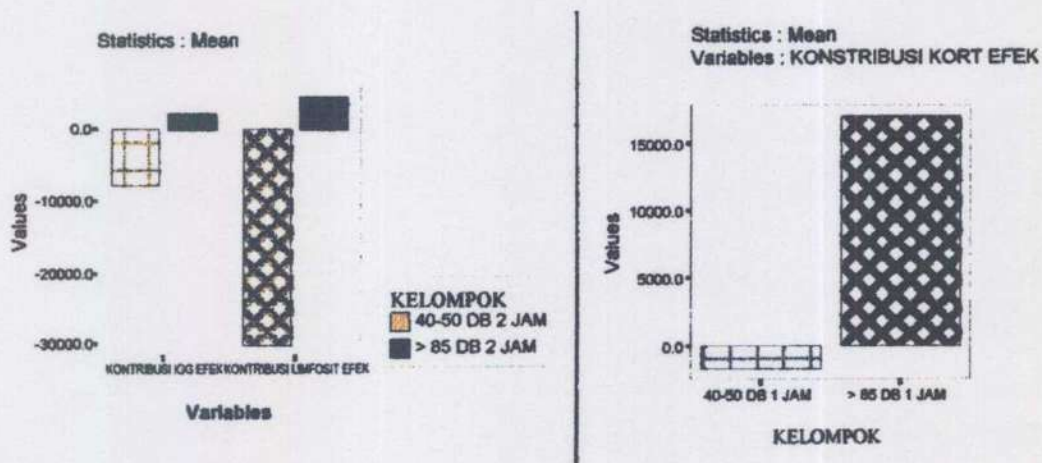 Statistics : Mean
Values
0.0
-10000.0
-20000.0
-30000.0
KONTRIBUSI IGG EFEK KONTRIBUSI LIMFOSIT EFEK
Variables
KELOMPOK
40-50 DB 2 JAM
> 85 DB 2 JAM
Statistics : Mean
Variables : KONSTRIBUSI KORT EFEK
Values
15000.0
10000.0
5000.0
0.0
40-50 DB 1 JAM > 85 DB 1 JAM
KELOMPOK